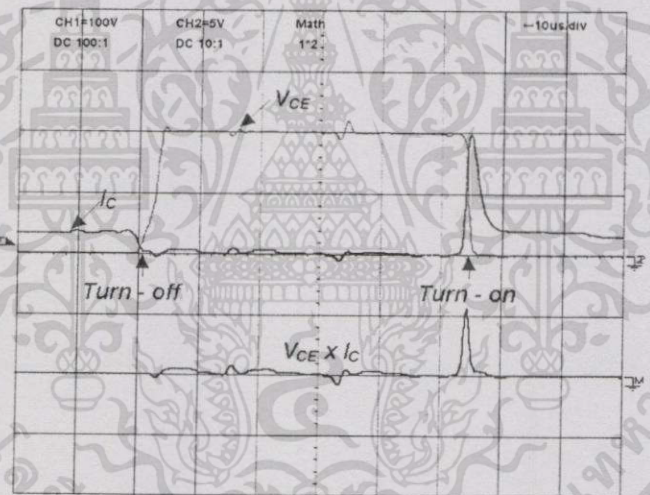 CH1=100V
DC 100:1
CH2=5V
DC 10:1
Math
1*2
10us/div
VCE
IC
Turn - off
Turn - on
VCE X IC
M